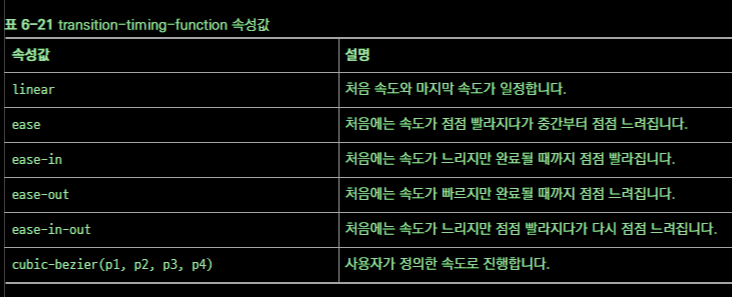 표 6-21 transition-timing-function 속성값
속성값 설명
linear 처음 속도와 마지막 속도가 일정합니다.
ease 처음에는 속도가 점점 빨라지다가 중간부터 점점 느려집니다.
ease-in 처음에는 속도가 느리지만 완료될 때까지 점점 빨라집니다.
ease-out 처음에는 속도가 빠르지만 완료될 때까지 점점 느려집니다.
ease-in-out 처음에는 속도가 느리지만 점점 빨라지다가 다시 점점 느려집니다.
cubic-bezier(p1, p2, p3, p4) 사용자가 정의한 속도로 진행합니다.